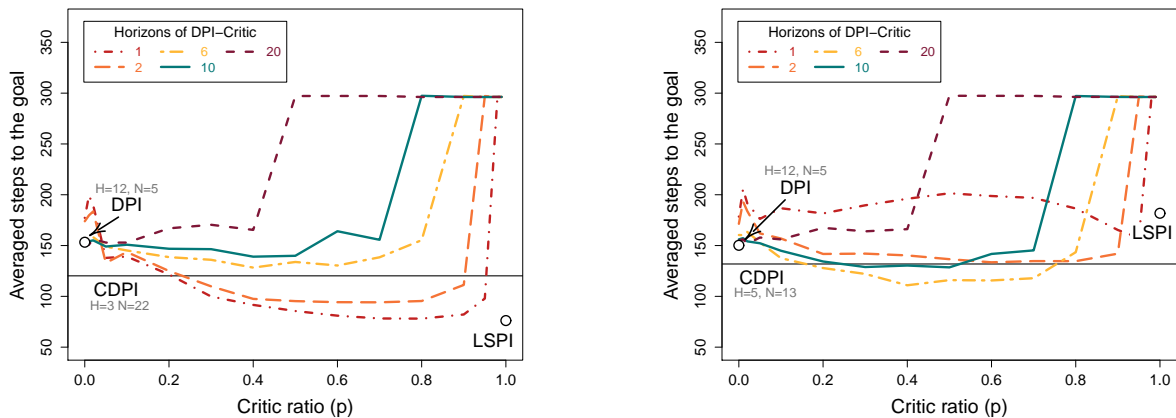 Averaged steps to the goal
350
300
250
200
150
100
50
Horizons of DPI−Critic
1 6 20
2 10
H=12, N=5
DPI
CDPI
H=3 N=22
LSPI
0.0 0.2 0.4 0.6 0.8 1.0
Critic ratio (p)
Averaged steps to the goal
350
300
250
200
150
100
50
Horizons of DPI−Critic
1 6 20
2 10
H=12, N=5
DPI
LSPI
CDPI
H=5, N=13
0.0 0.2 0.4 0.6 0.8 1.0
Critic ratio (p)